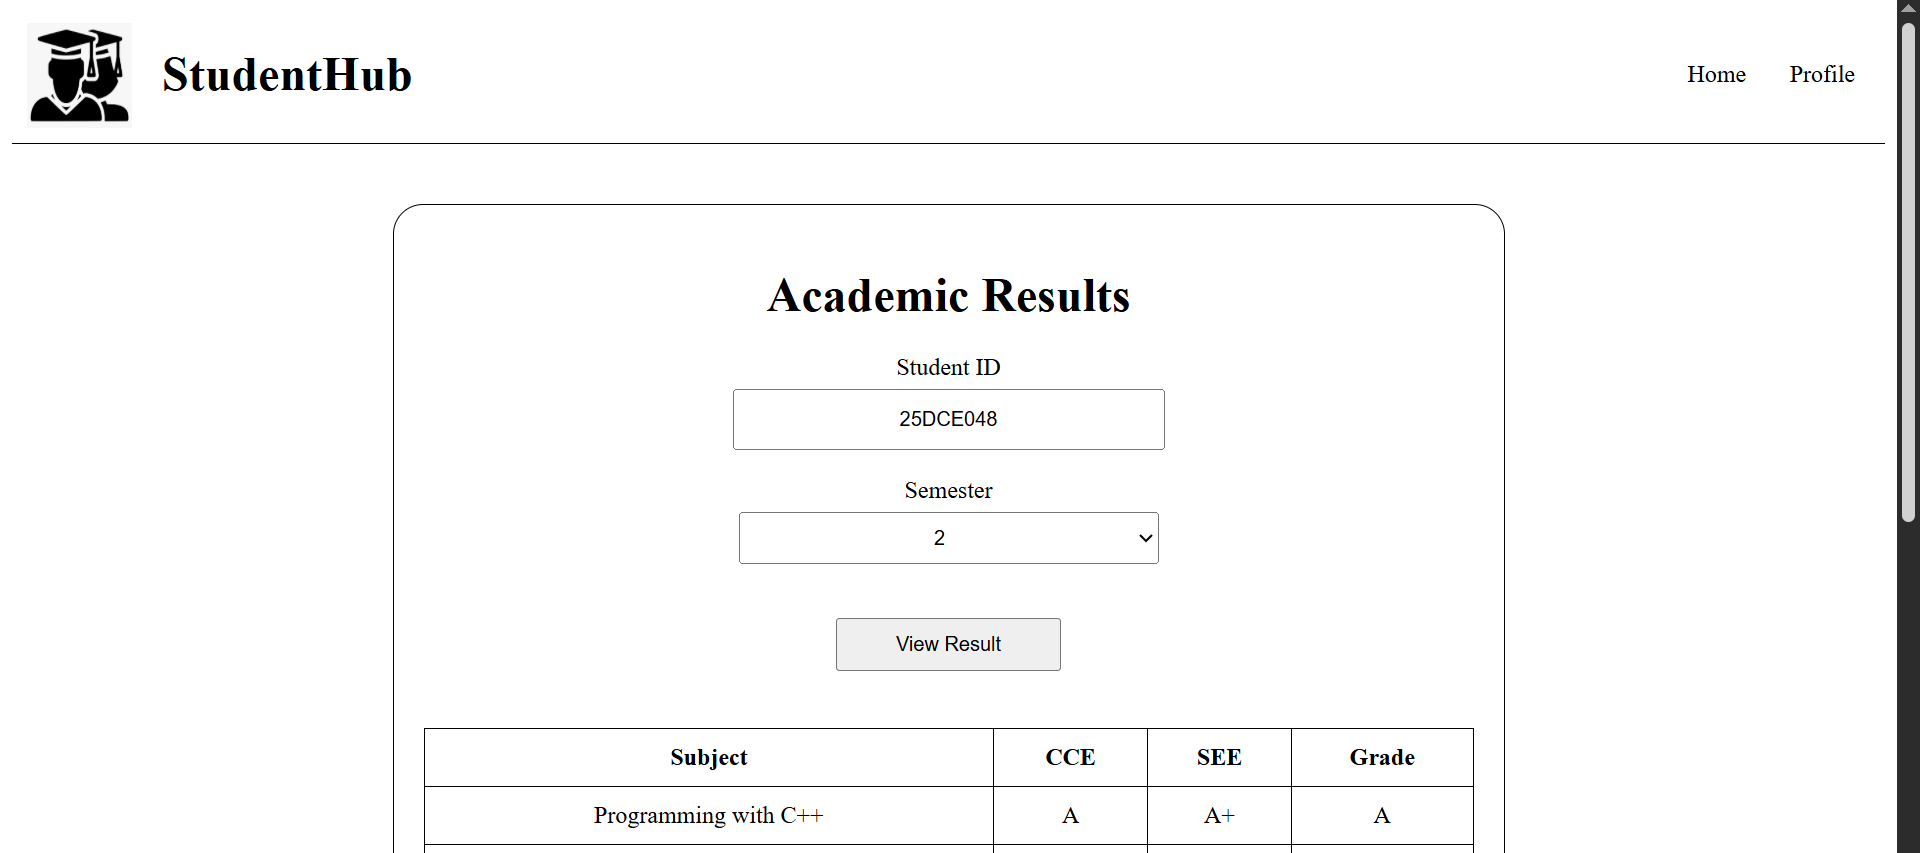 StudentHub
Home Profile
Academic Results
Student ID
25DCE048
Semester
2
View Result
Subject CCE SEE Grade
Programming with C++ A A+ A